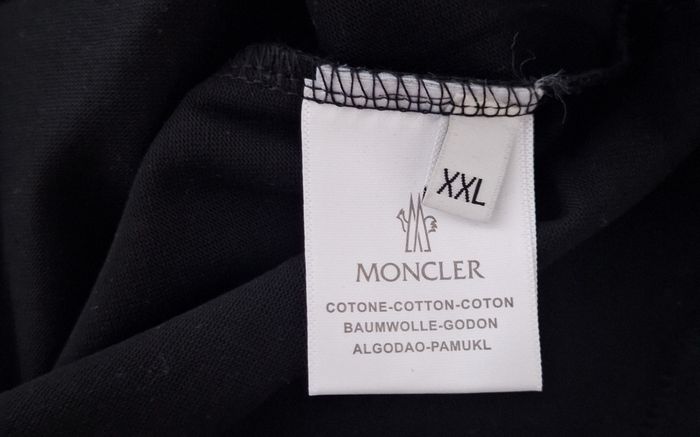 XXL
MONCLER
COTONE-COTTON-COTON
BAUMWOLLE-GODON
ALGODAO-PAMUKL